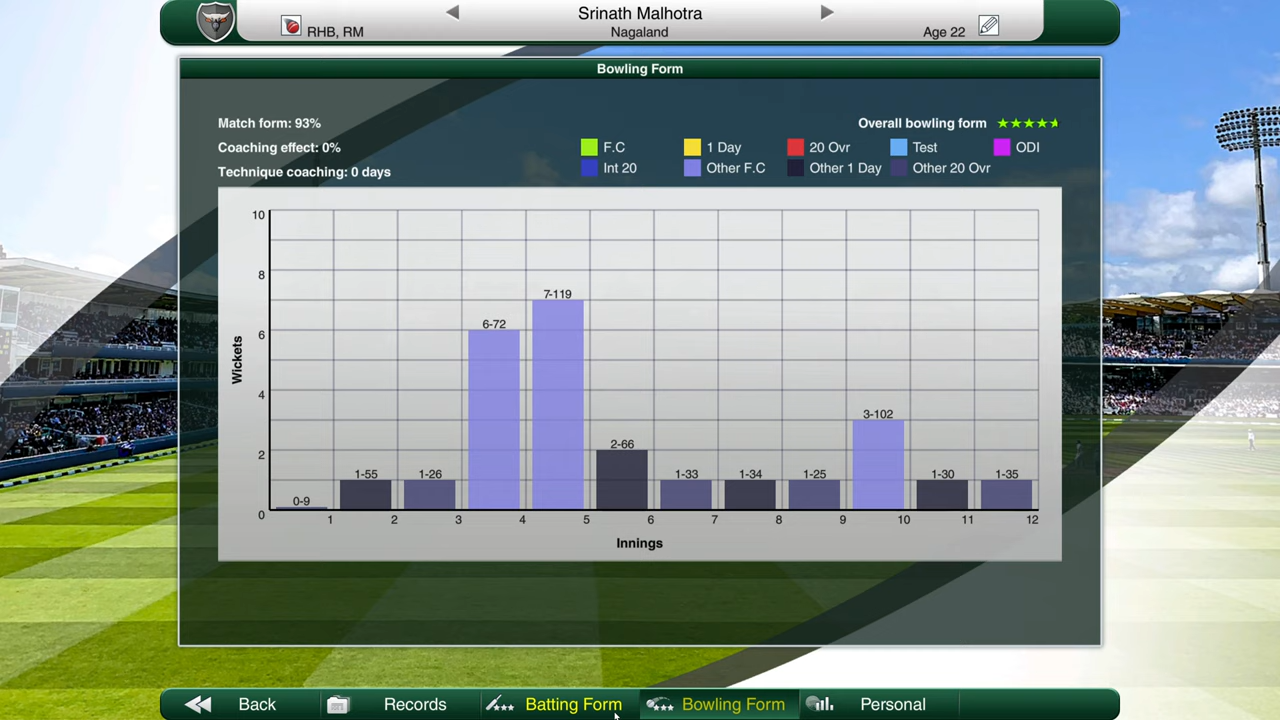 Srinath Malhotra
RHB, RM
Nagaland
Age 22
Bowling Form
Match form: 93%
Overall bowling form
Coaching effect: 0%
F.C
1 Day
20 Ovr
Test
ODI
Technique coaching: 0 days
Int 20
Other F.C
Other 1 Day
Other 20 Ovr
10
8
6
4
2
0
Wickets
0-9
1-55
1-26
6-72
7-119
2-66
1-33
1-34
1-25
3-102
1-30
1-35
1 2 3 4 5 6 7 8 9 10 11 12
Innings
Back
Records
Batting Form
Bowling Form
Personal